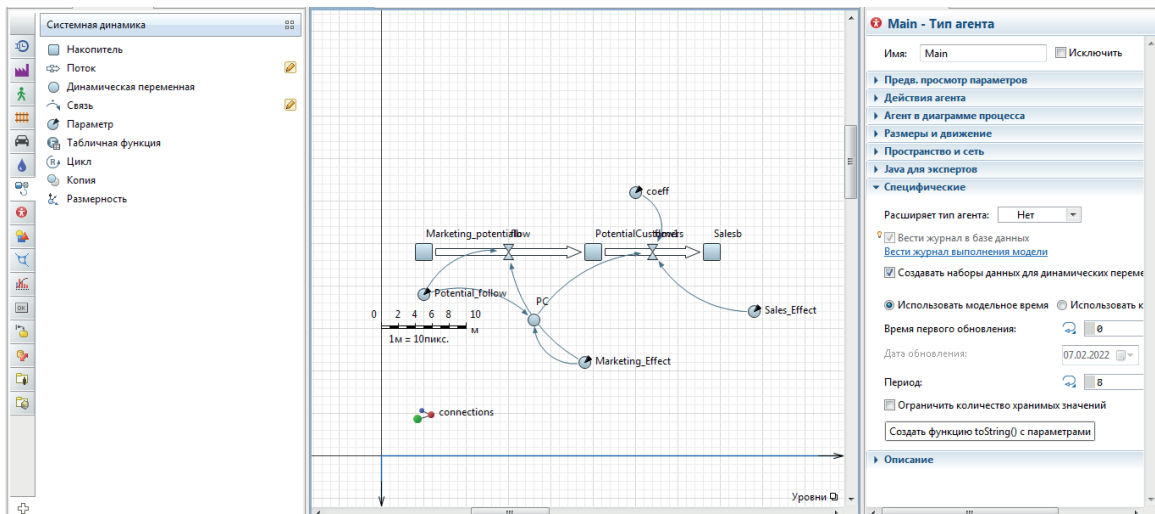 Системная динамика
Накопитель
Поток
Динамическая переменная
Связь
Параметр
Табличная функция
Цикл
Копия
Размерность
coeff
Marketing_potential
PotentialCustomers
Salesb
Potential_follow
PC
Sales_Effect
0 2 4 6 8 10
м
1м = 10пикс.
Marketing_Effect
connections
Уровни
Main - Тип агента
Имя: Main Исключить
Предв. просмотр параметров
Действия агента
Агент в диаграмме процесса
Размеры и движение
Пространство и сеть
Java для экспертов
Специфические
Расширяет тип агента: Нет
Вести журнал в базе данных
Вести журнал выполнения модели
Создавать наборы данных для динамических переме
Использовать модельное время Использовать к
Время первого обновления: 0
Дата обновления: 07.02.2022
Период: 8
Ограничить количество хранимых значений
Создать функцию toString() с параметрами
Описание